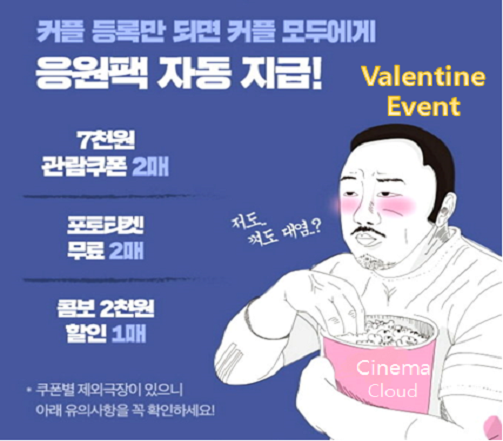 커플 등록만 되면 커플 모두에게
응원팩 자동 지급!
Valentine
Event
7천원
관람쿠폰 2매
포토티켓
무료 2매
콤보 2천원
할인 1매
저도..
써도 돼염..?
Cinema
Cloud
* 쿠폰별 제외극장이 있으니
아래 유의사항을 꼭 확인하세요!